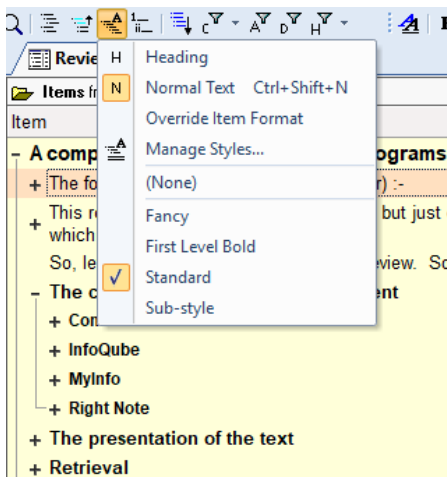 Revie
H Heading
N Normal Text Ctrl+Shift+N
Override Item Format
Manage Styles...
(None)
Fancy
First Level Bold
Standard
Sub-style
Items
Item
A comp ograms
The fo r) :-
This but just
which
So, le view. So
The c ent
Con
InfoQube
MyInfo
Right Note
The presentation of the text
Retrieval